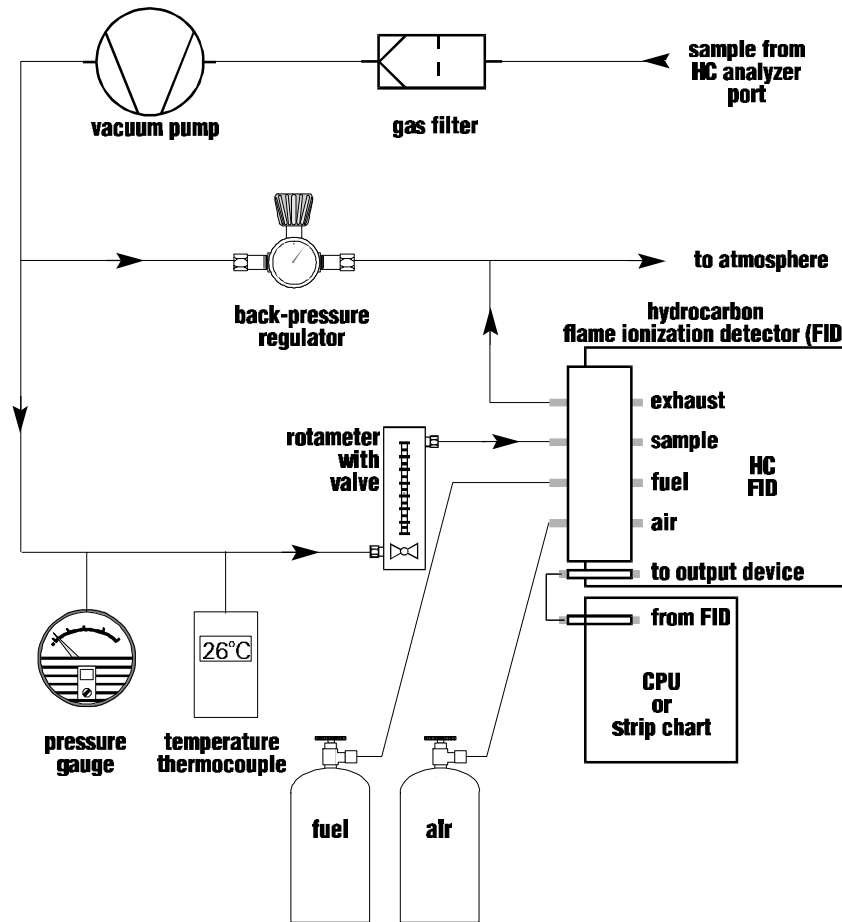 sample from
HC analyzer
port
vacuum pump
gas filter
to atmosphere
back-pressure
regulator
hydrocarbon
flame ionization detector (FID
exhaust
rotameter
with
valve
sample
HC
FID
fuel
air
to output device
from FID
26°C
CPU
or
strip chart
pressure
gauge
temperature
thermocouple
fuel
air